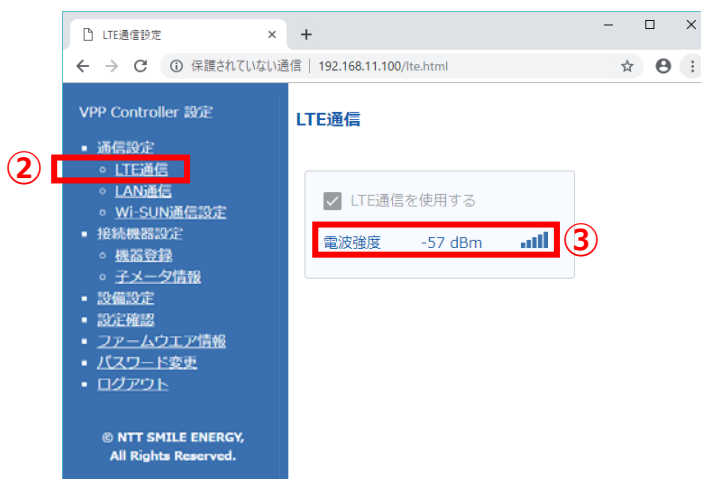 LTE通信設定
保護されていない通信 | 192.168.11.100/lte.html
VPP Controller 設定
通信設定
② LTE通信
LAN通信
Wi-SUN通信設定
接続機器設定
機器登録
子メータ情報
設備設定
設定確認
ファームウエア情報
パスワード変更
ログアウト
© NTT SMILE ENERGY,
All Rights Reserved.
LTE通信
LTE通信を使用する
電波強度 -57 dBm ③